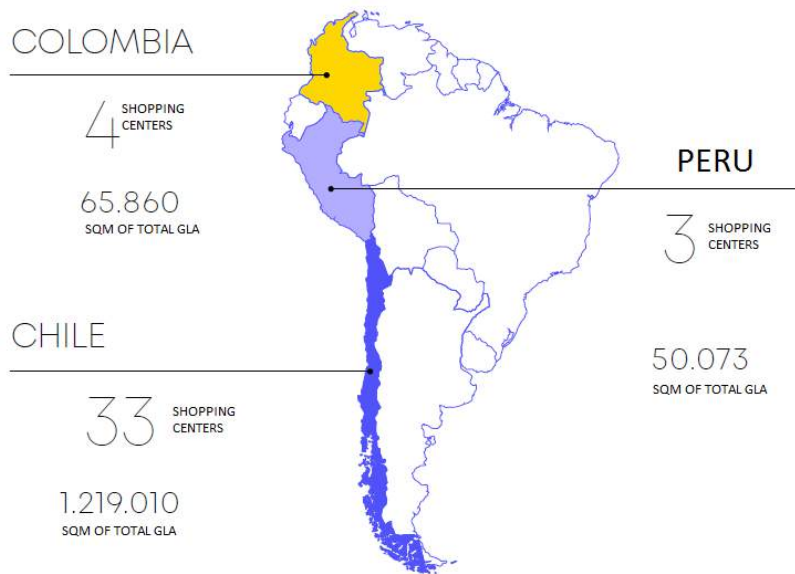 COLOMBIA
4 SHOPPING
CENTERS
65.860
SQM OF TOTAL GLA
PERU
3 SHOPPING
CENTERS
50.073
SQM OF TOTAL GLA
CHILE
33 SHOPPING
CENTERS
1.219.010
SQM OF TOTAL GLA